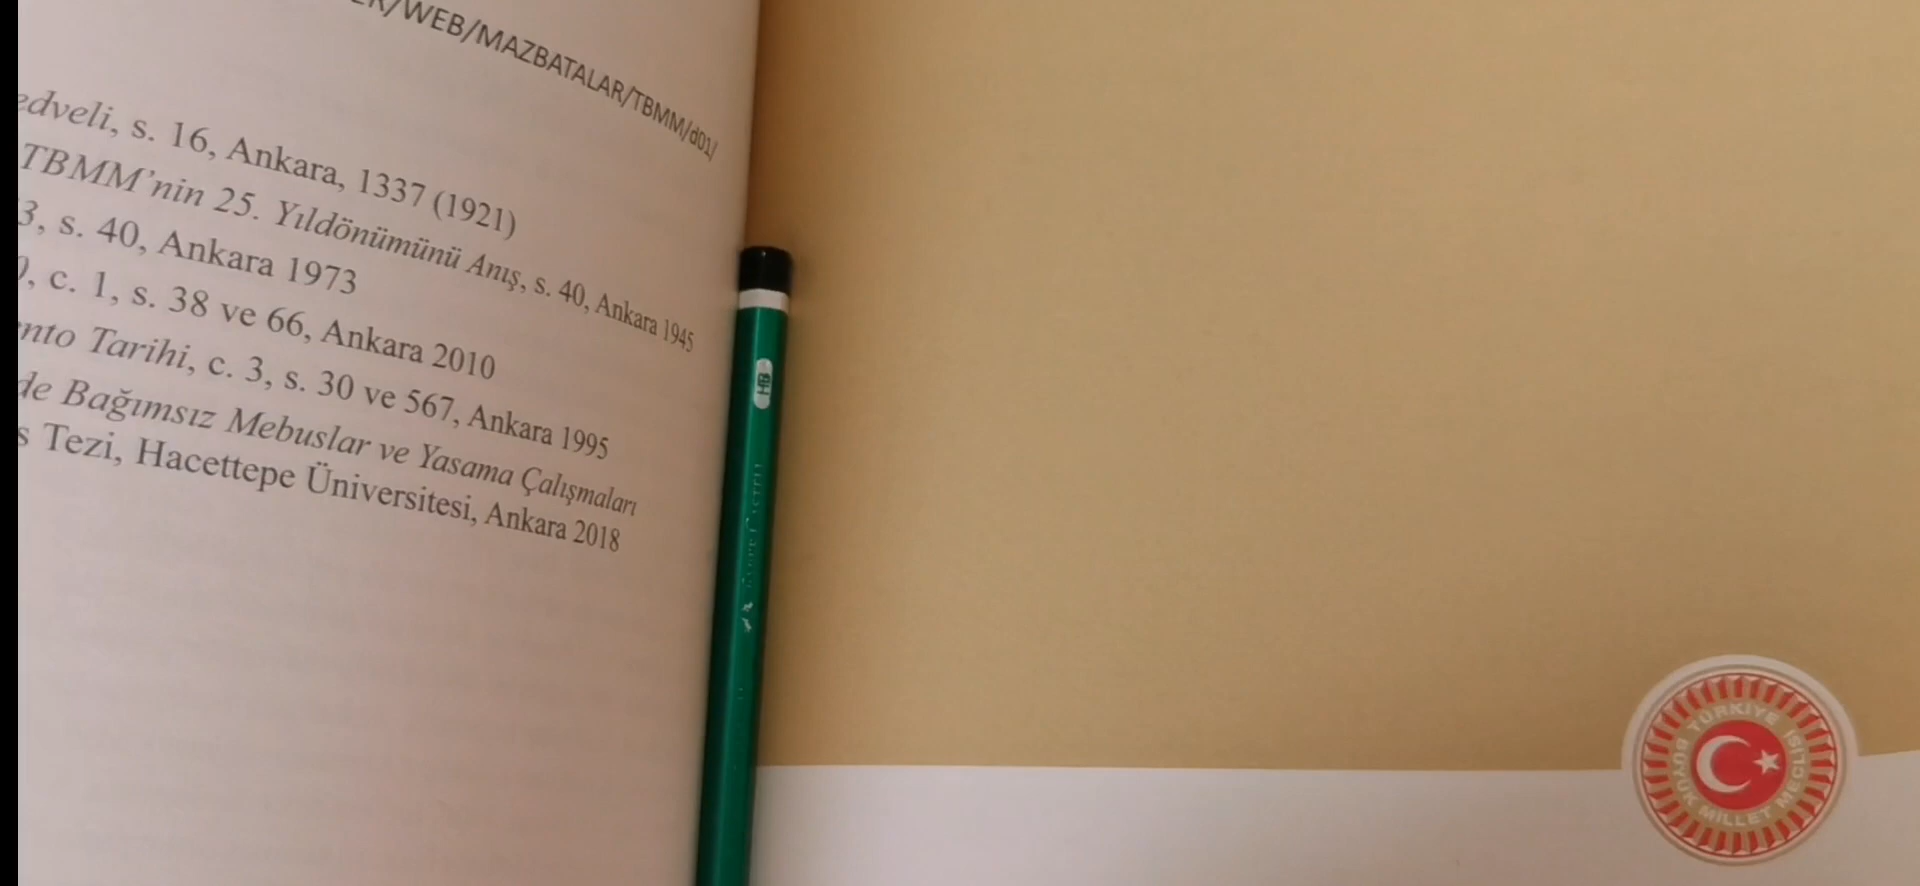 /WEB/MAZBATALAR/TBMM/d01/
edveli, s. 16, Ankara, 1337 (1921)
TBMM'nin 25. Yıldönümünü Anış, s. 40, Ankara 1945
3, s. 40, Ankara 1973
, c. 1, s. 38 ve 66, Ankara 2010
nto Tarihi, c. 3, s. 30 ve 567, Ankara 1995
de Bağımsız Mebuslar ve Yasama Çalışmaları
s Tezi, Hacettepe Üniversitesi, Ankara 2018
HB
TÜRKİYE BÜYÜK MİLLET MECLİSİ